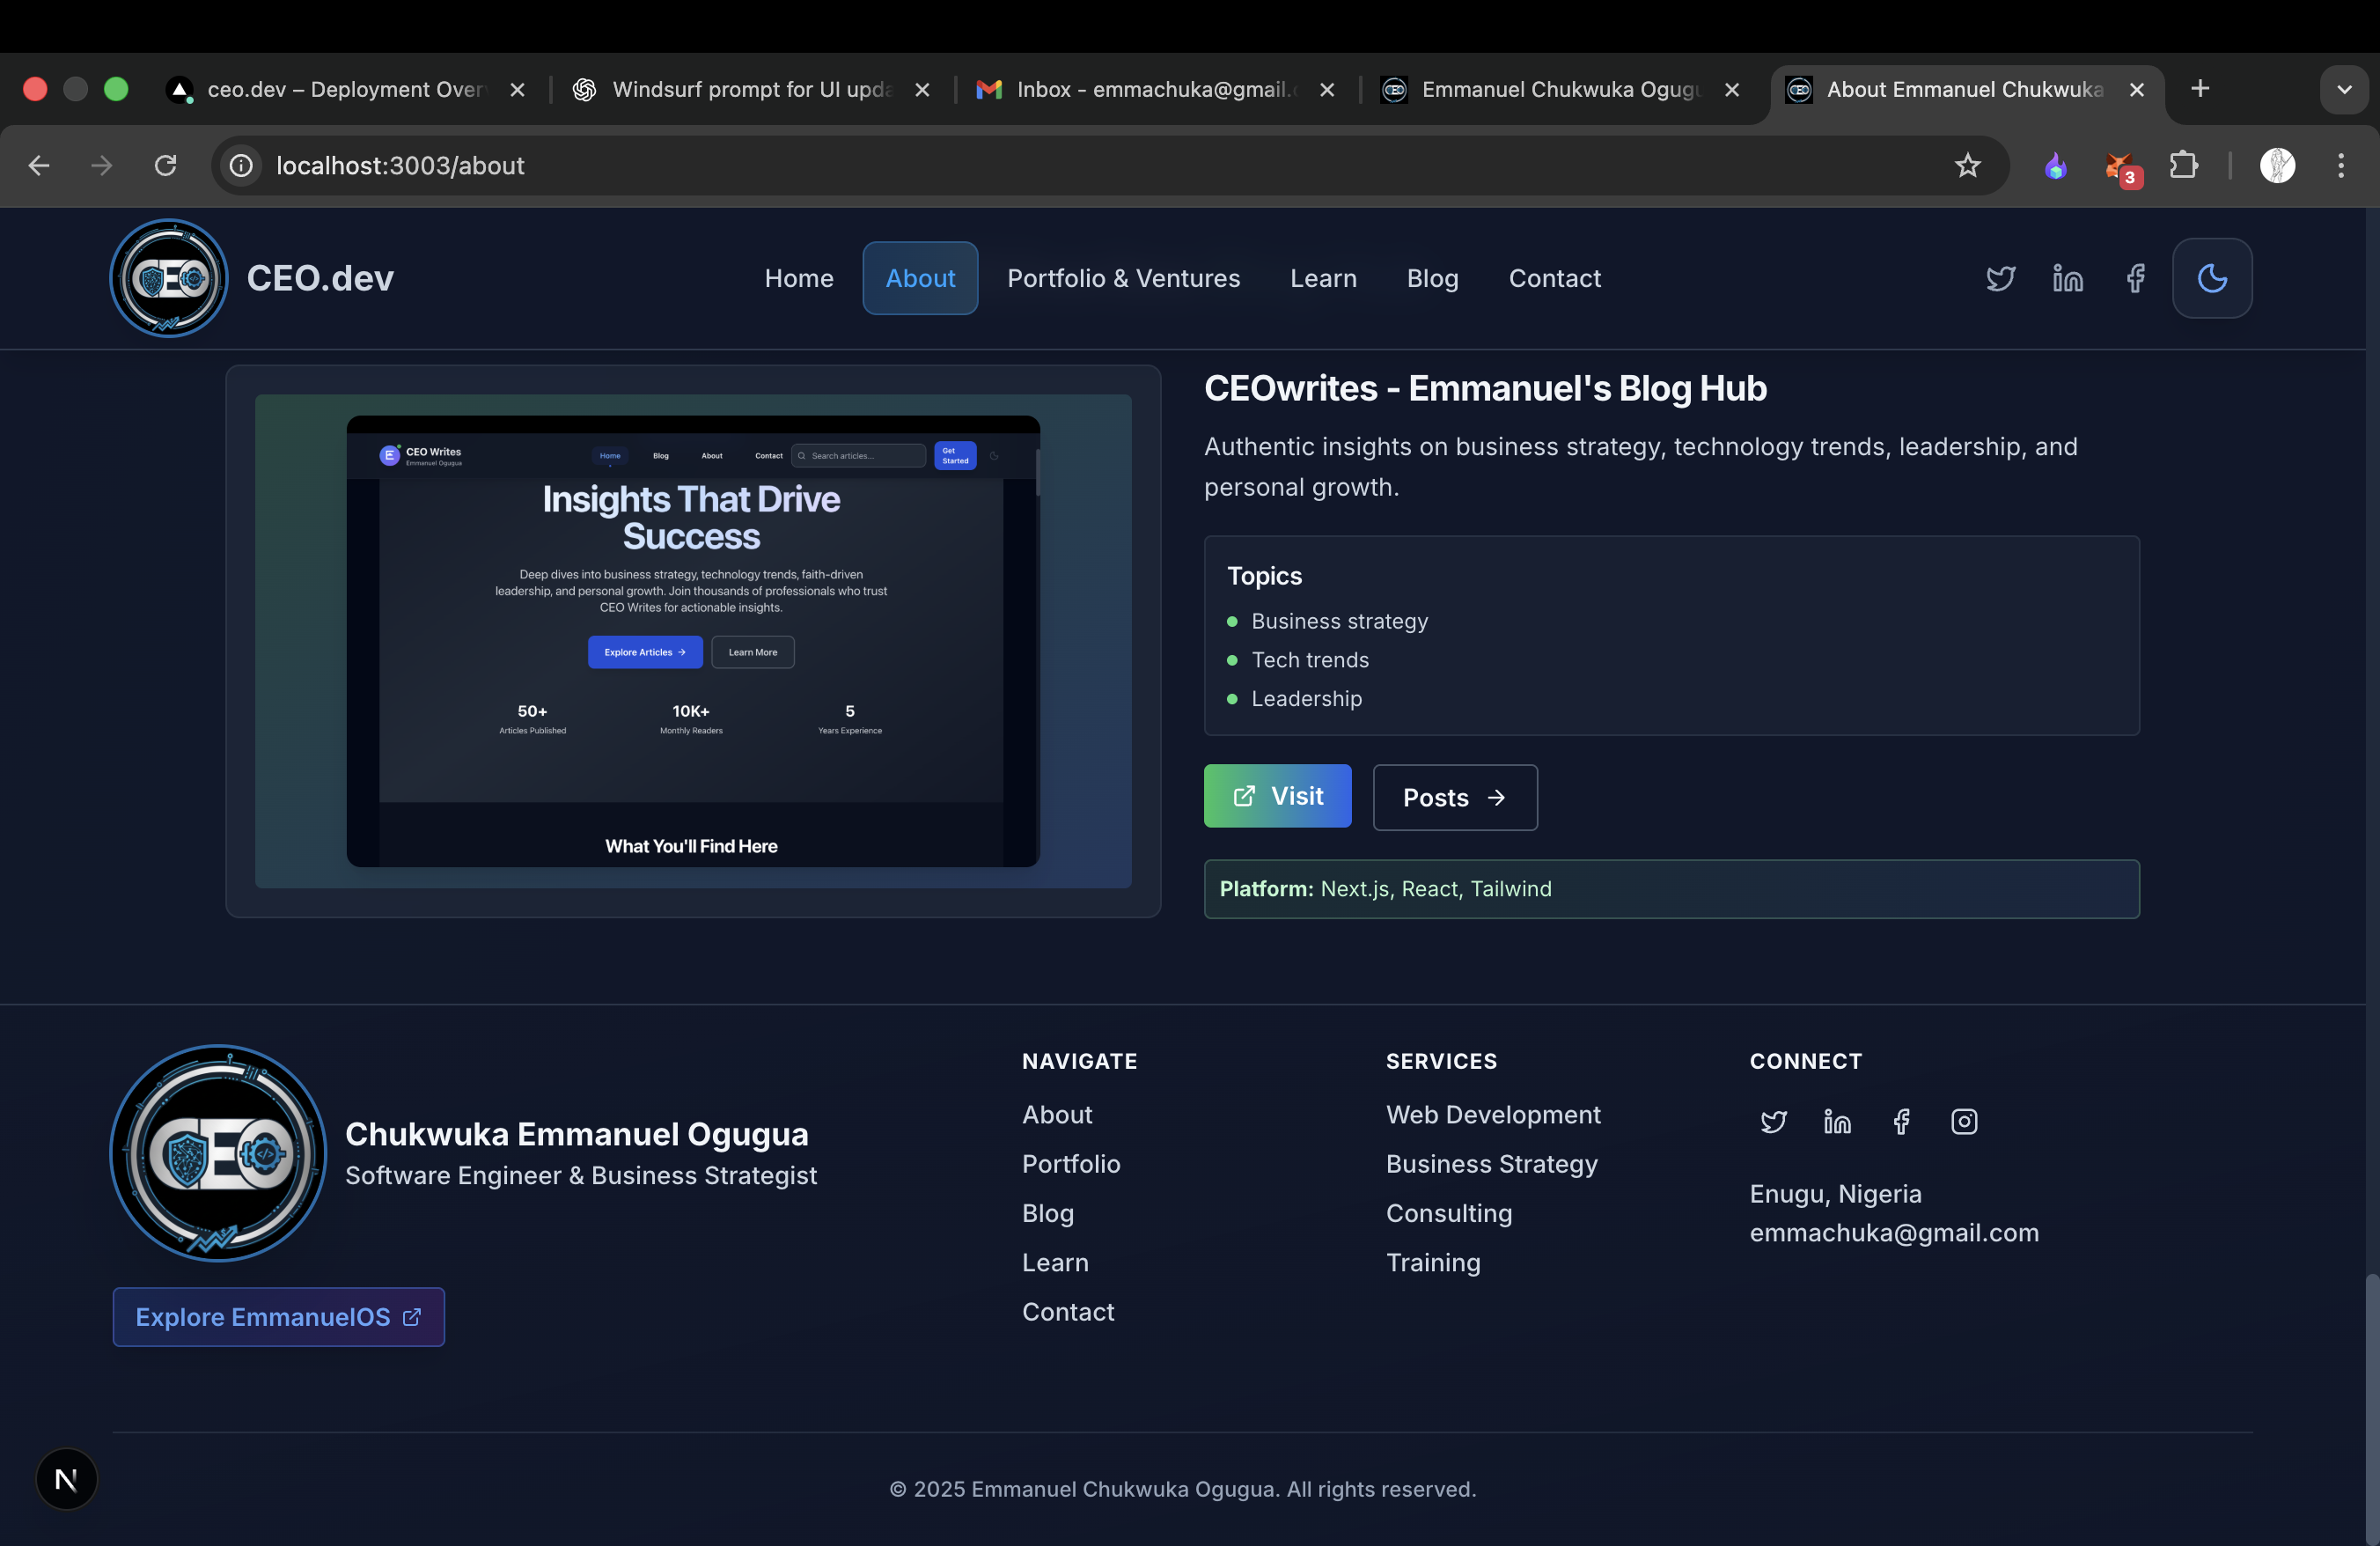 ceo.dev – Deployment Over
Windsurf prompt for UI upda
Inbox - emmachuka@gmail.c
Emmanuel Chukwuka Ogugu
About Emmanuel Chukwuka
localhost:3003/about
3
CEO
CEO.dev
Home
About
Portfolio & Ventures
Learn
Blog
Contact
E
CEO Writes
Emmanuel Ogugua
Home
Blog
About
Contact
Search articles...
Get
Started
Insights That Drive
Success
Deep dives into business strategy, technology trends, faith-driven
leadership, and personal growth. Join thousands of professionals who trust
CEO Writes for actionable insights.
Explore Articles →
Learn More
50+
Articles Published
10K+
Monthly Readers
5
Years Experience
What You'll Find Here
CEOwrites - Emmanuel's Blog Hub
Authentic insights on business strategy, technology trends, leadership, and
personal growth.
Topics
Business strategy
Tech trends
Leadership
Visit
Posts →
Platform: Next.js, React, Tailwind
CEO
Chukwuka Emmanuel Ogugua
Software Engineer & Business Strategist
Explore EmmanuelOS
NAVIGATE
About
Portfolio
Blog
Learn
Contact
SERVICES
Web Development
Business Strategy
Consulting
Training
CONNECT
Enugu, Nigeria
emmachuka@gmail.com
N
© 2025 Emmanuel Chukwuka Ogugua. All rights reserved.